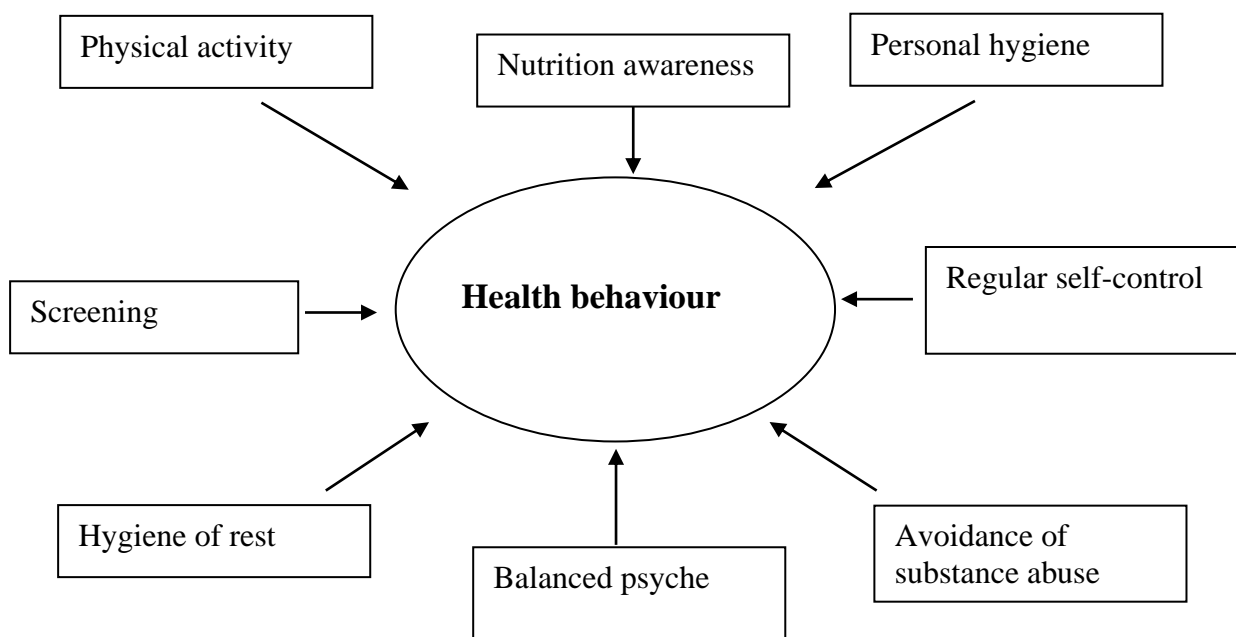 Physical activity
Nutrition awareness
Personal hygiene
Screening
Health behaviour
Regular self-control
Hygiene of rest
Balanced psyche
Avoidance of
substance abuse